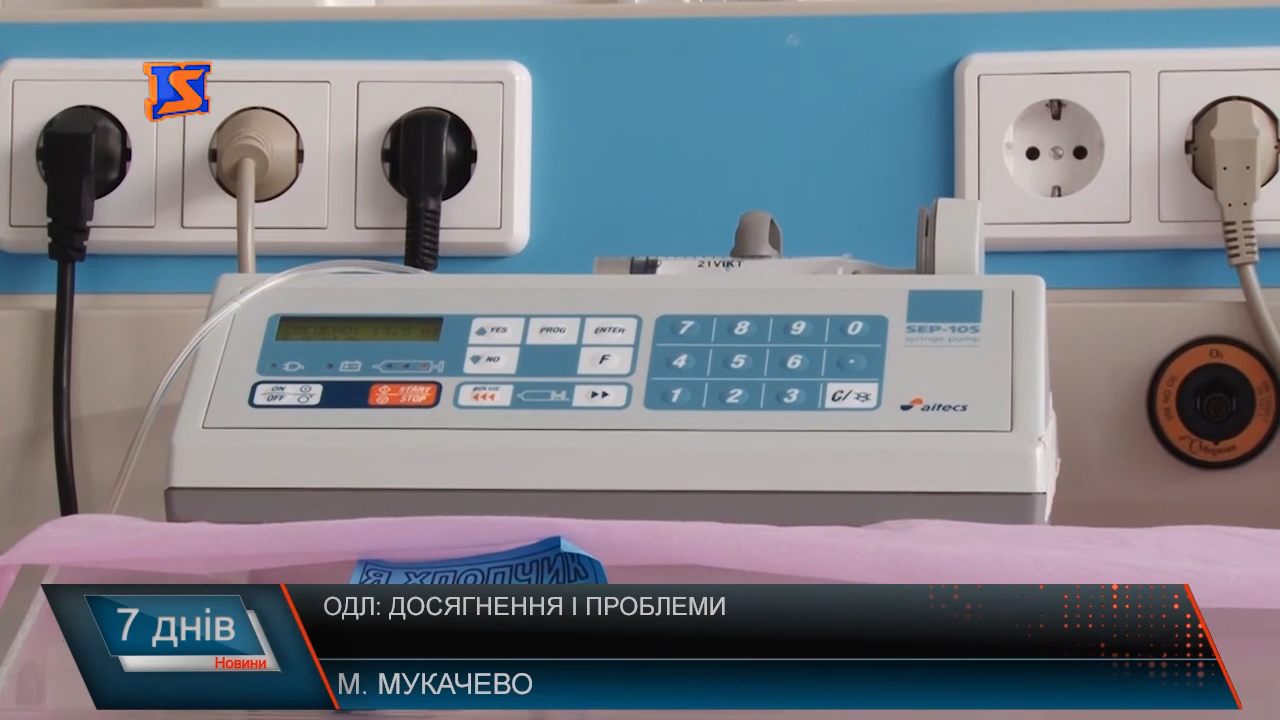 IS
21VIKT
YES
PROG
ENTER
NO
F
ON
OFF
START
STOP
BOLUS
7 8 9 0
4 5 6 .
1 2 3 C/
SEP-10S
syringe pump
aitecs
O₂
Я ХЛОПЧИК
7 днів
Новини
ОДЛ: ДОСЯГНЕННЯ І ПРОБЛЕМИ
М. МУКАЧЕВО